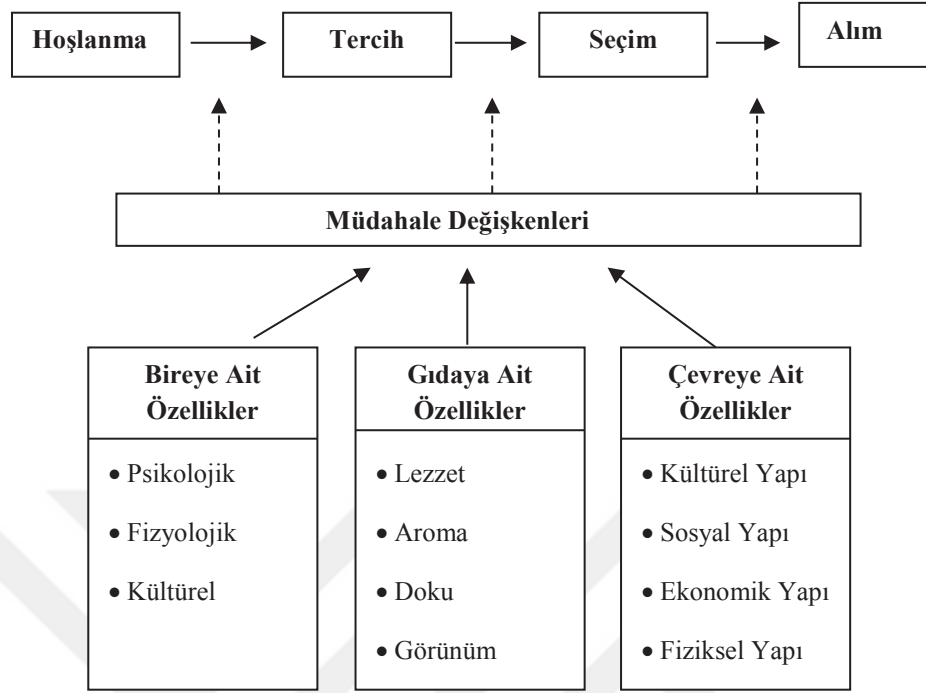 Hoşlanma
Tercih
Seçim
Alım
Müdahale Değişkenleri
Bireye Ait
Özellikler
• Psikolojik
• Fizyolojik
• Kültürel
Gıdaya Ait
Özellikler
• Lezzet
• Aroma
• Doku
• Görünüm
Çevreye Ait
Özellikler
• Kültürel Yapı
• Sosyal Yapı
• Ekonomik Yapı
• Fiziksel Yapı